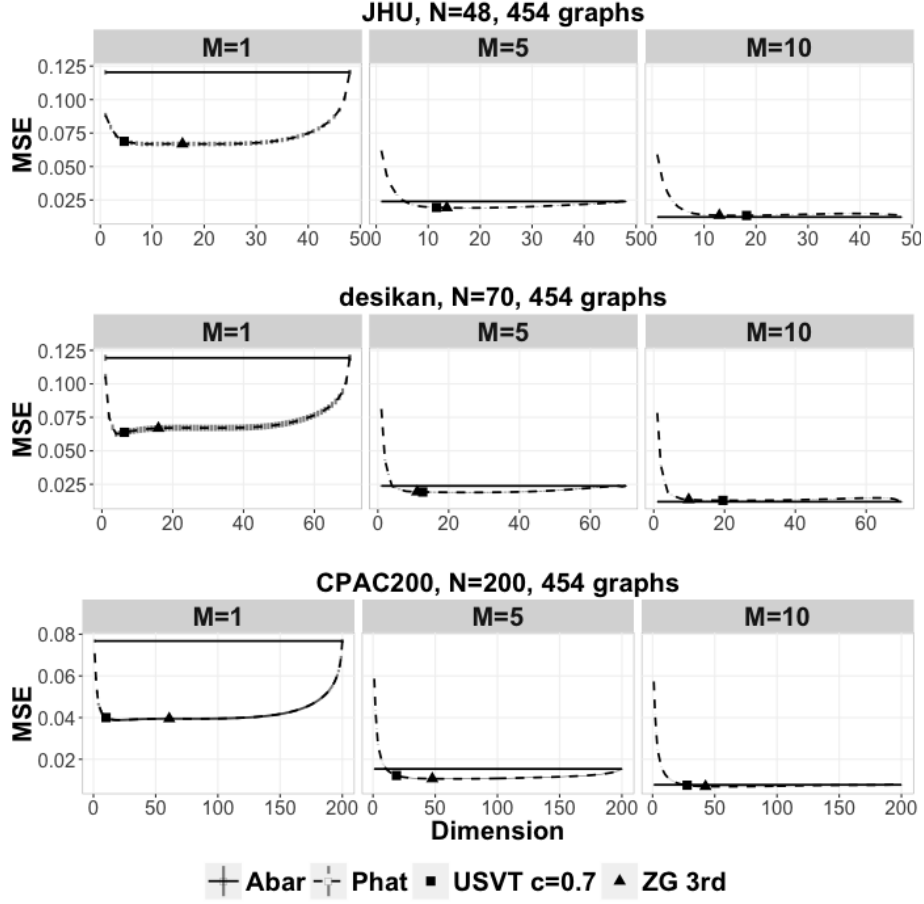 JHU, N=48, 454 graphs
M=1 M=5 M=10
MSE
0.125
0.100
0.075
0.050
0.025
0 10 20 30 40 50 0 10 20 30 40 50 0 10 20 30 40 50
desikan, N=70, 454 graphs
M=1 M=5 M=10
MSE
0.125
0.100
0.075
0.050
0.025
0 20 40 60 0 20 40 60 0 20 40 60
CPAC200, N=200, 454 graphs
M=1 M=5 M=10
MSE
0.08
0.06
0.04
0.02
0 50 100 150 200 0 50 100 150 200 0 50 100 150 200
Dimension
Abar Phat USVT c=0.7 ZG 3rd